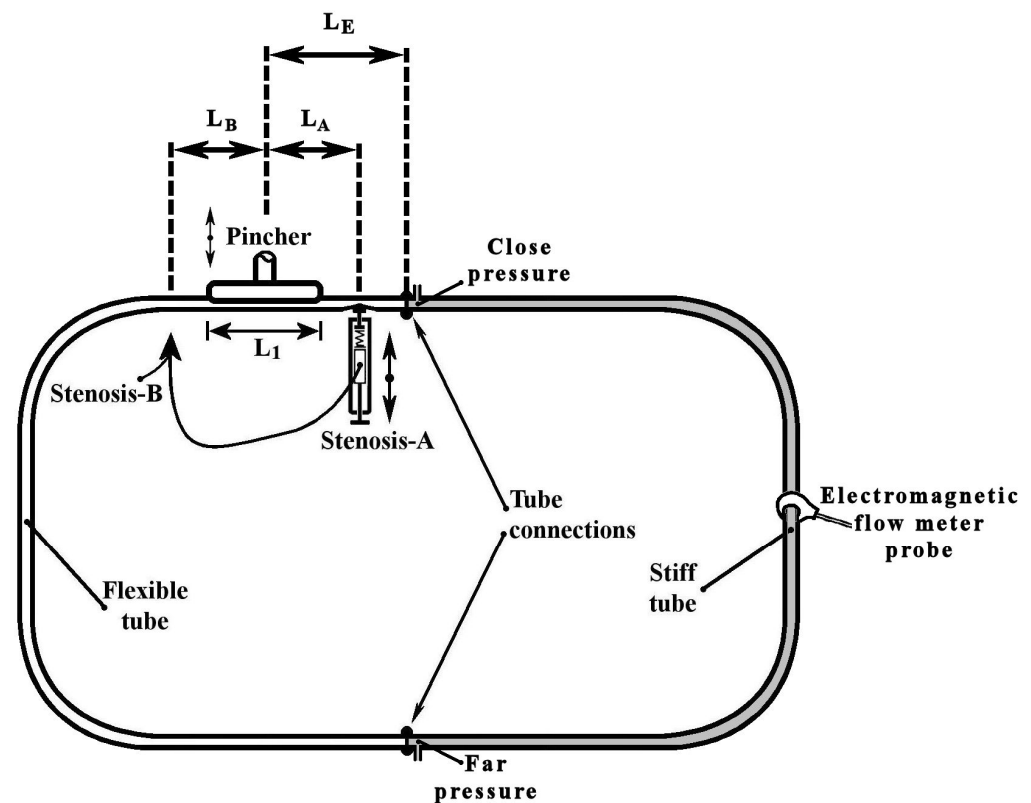 L_E
L_B
L_A
Pincher
Close
pressure
L_1
Stenosis-B
Stenosis-A
Tube
connections
Electromagnetic
flow meter
probe
Flexible
tube
Stiff
tube
Far
pressure